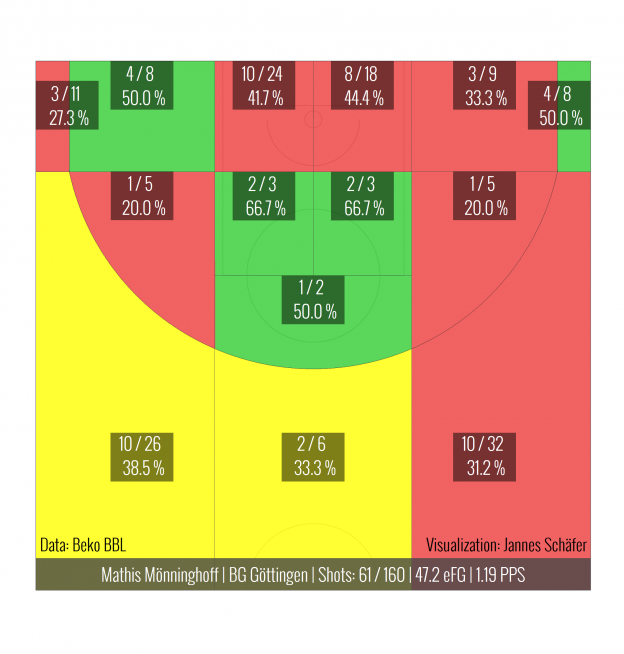 4 / 8
50.0 %
10 / 24
41.7 %
8 / 18
44.4 %
3 / 9
33.3 %
3 / 11
27.3 %
4 / 8
50.0 %
1 / 5
20.0 %
2 / 3
66.7 %
2 / 3
66.7 %
1 / 5
20.0 %
1 / 2
50.0 %
10 / 26
38.5 %
2 / 6
33.3 %
10 / 32
31.2 %
Data: Beko BBL
Visualization: Jannes Schäfer
Mathis Mönninghoff | BG Göttingen | Shots: 61 / 160 | 47.2 eFG | 1.19 PPS